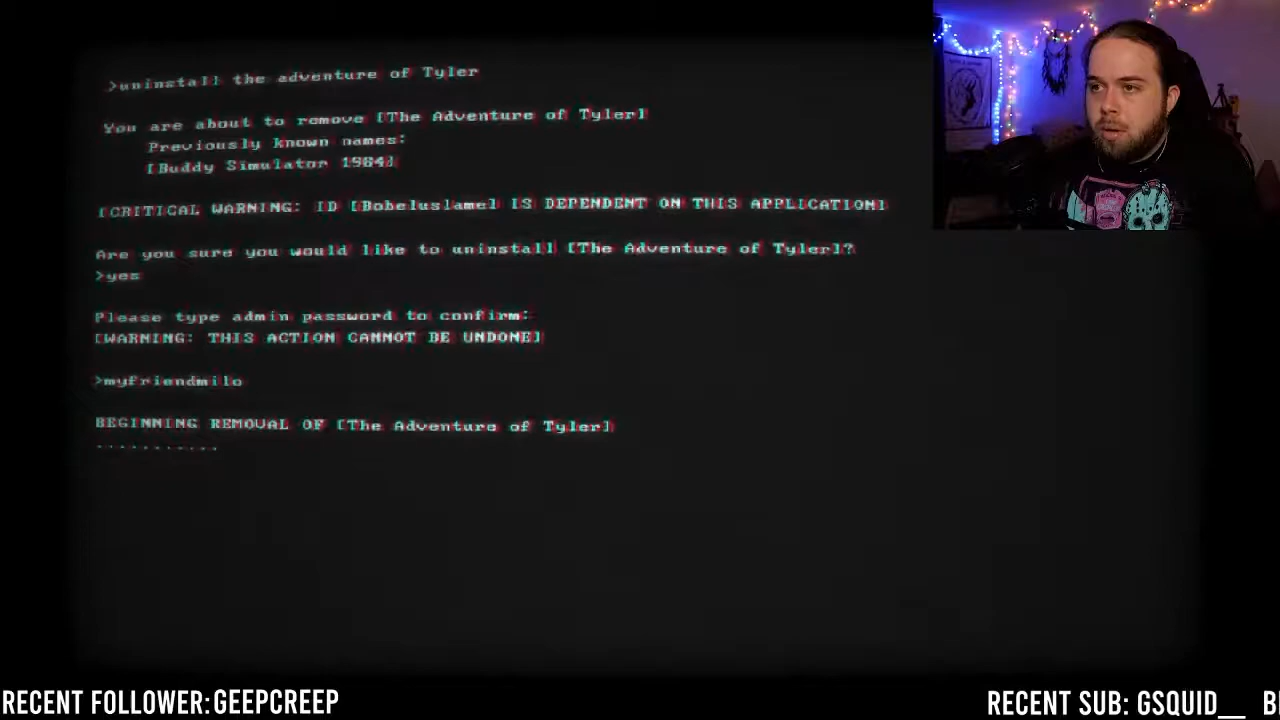 >uninstall the adventure of Tyler
You are about to remove [The Adventure of Tyler]
Previously known names:
[Buddy Simulator 1984]
[CRITICAL WARNING: ID [Bobeluslame] IS DEPENDENT ON THIS APPLICATION]
Are you sure you would like to uninstall [The Adventure of Tyler]?
>yes
Please type admin password to confirm:
[WARNING: THIS ACTION CANNOT BE UNDONE]
>myfriendmilo
BEGINNING REMOVAL OF [The Adventure of Tyler]
...........
RECENT FOLLOWER: GEEPCREEP
RECENT SUB: GSQUID__ B